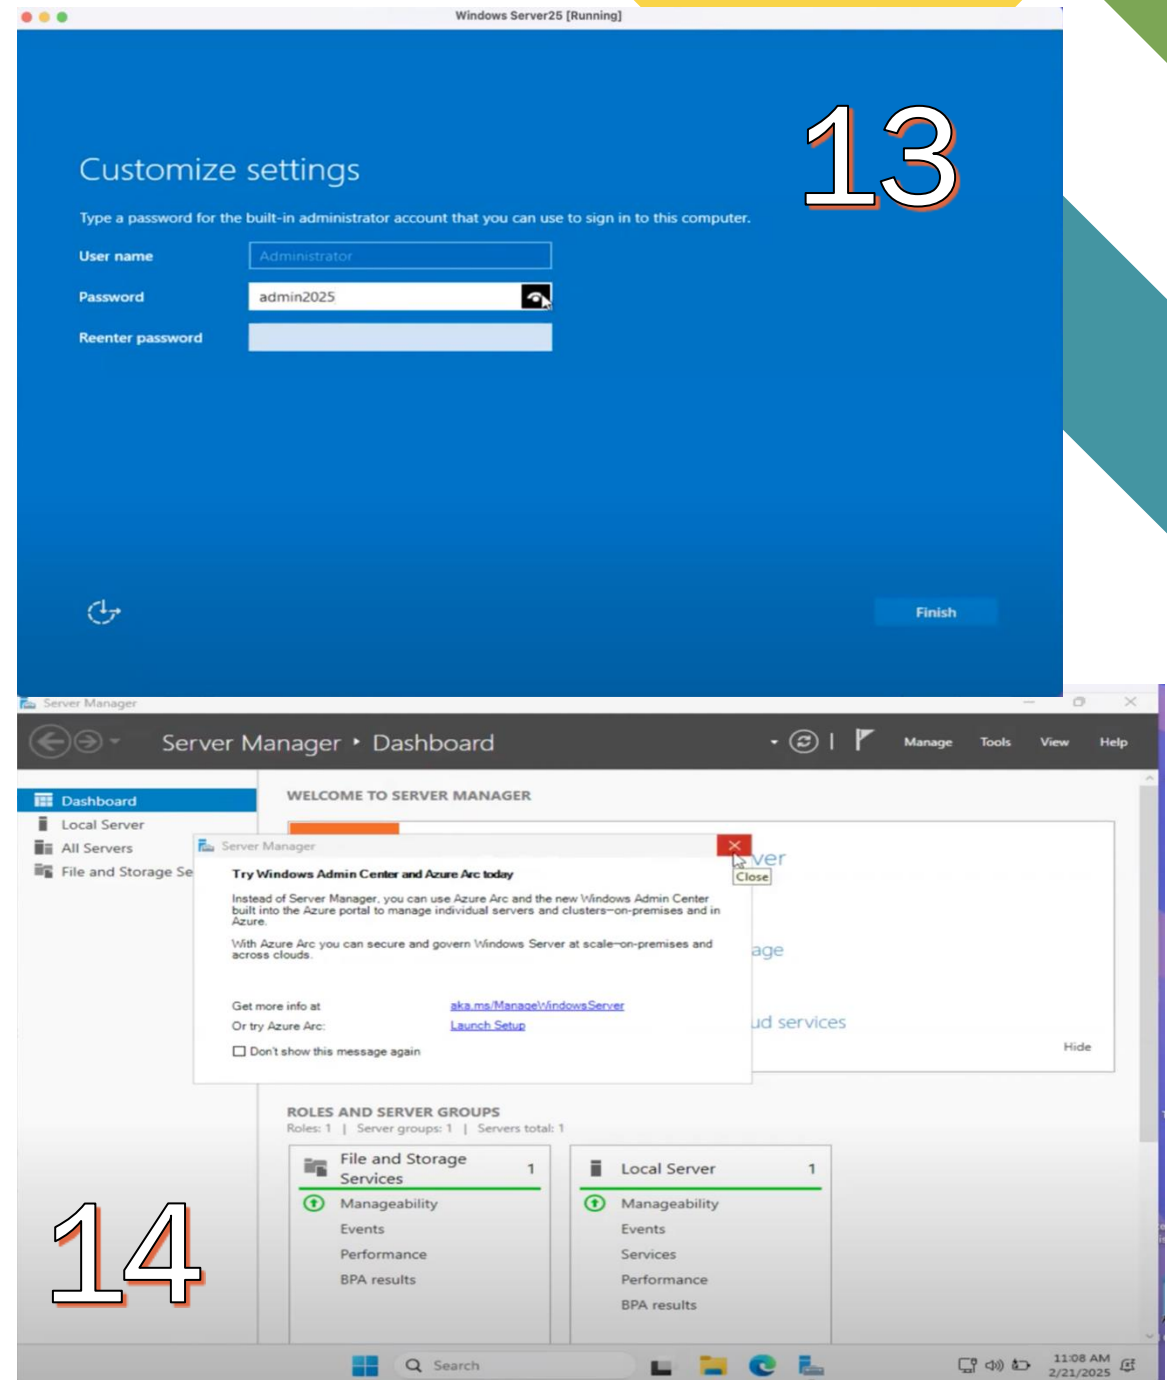 Windows Server25 [Running]
13
Customize settings
Type a password for the built-in administrator account that you can use to sign in to this computer.
User name
Administrator
Password
admin2025
Reenter password
Finish
Server Manager
Server Manager • Dashboard
Manage Tools View Help
Dashboard
Local Server
All Servers
File and Storage Se
WELCOME TO SERVER MANAGER
Server Manager
Close
Try Windows Admin Center and Azure Arc today
Instead of Server Manager, you can use Azure Arc and the new Windows Admin Center
built into the Azure portal to manage individual servers and clusters-on-premises and in
Azure.
With Azure Arc you can secure and govern Windows Server at scale-on-premises and
across clouds.
Get more info at aka.ms/ManageWindowsServer
Or try Azure Arc: Launch Setup
Don't show this message again
ver
age
ud services
Hide
ROLES AND SERVER GROUPS
Roles: 1 | Server groups: 1 | Servers total: 1
File and Storage
Services
1
Manageability
Events
Performance
BPA results
Local Server 1
Manageability
Events
Services
Performance
BPA results
14
Search
11:08 AM
2/21/2025